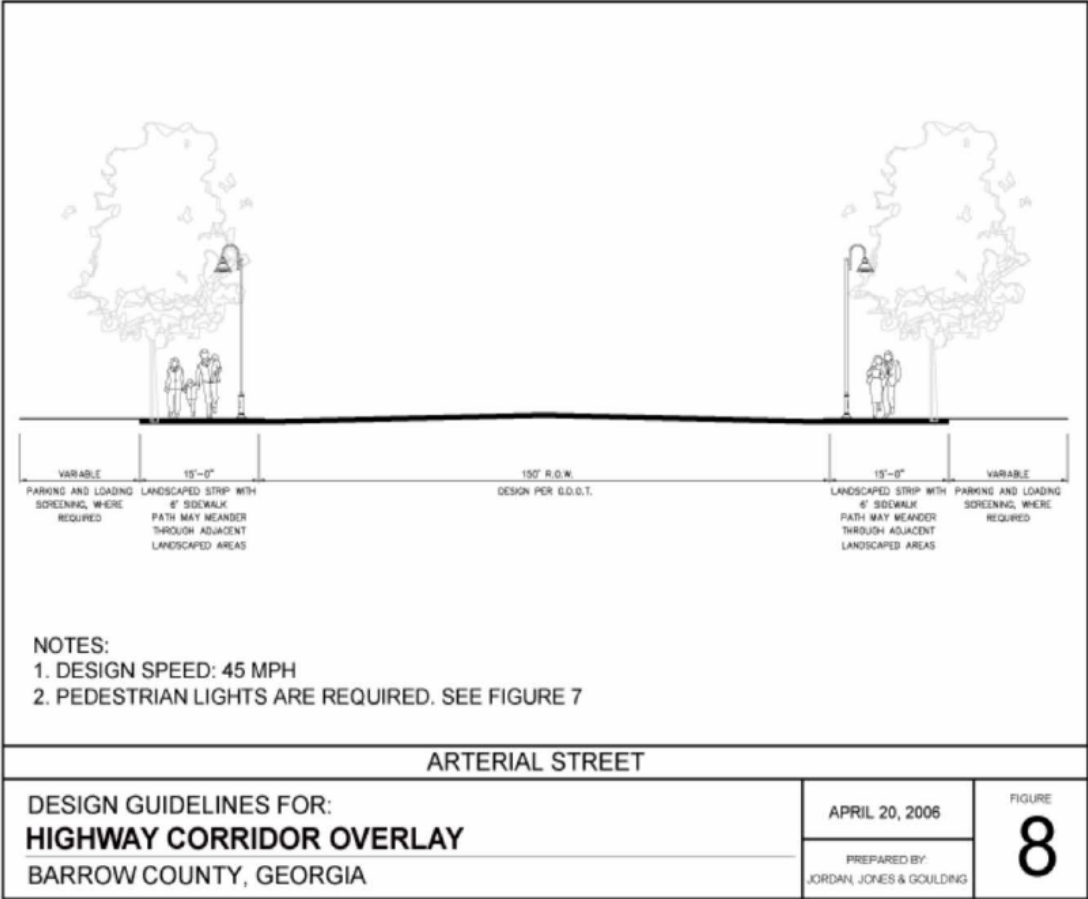 VARIABLE
PARKING AND LOADING
SCREENING, WHERE
REQUIRED
15'-0"
LANDSCAPED STRIP WITH
6' SIDEWALK
PATH MAY MEANDER
THROUGH ADJACENT
LANDSCAPED AREAS
150' R.O.W.
DESIGN PER G.D.O.T.
15'-0"
LANDSCAPED STRIP WITH
6' SIDEWALK
PATH MAY MEANDER
THROUGH ADJACENT
LANDSCAPED AREAS
VARIABLE
PARKING AND LOADING
SCREENING, WHERE
REQUIRED
NOTES:
1. DESIGN SPEED: 45 MPH
2. PEDESTRIAN LIGHTS ARE REQUIRED. SEE FIGURE 7
ARTERIAL STREET
DESIGN GUIDELINES FOR:
HIGHWAY CORRIDOR OVERLAY
BARROW COUNTY, GEORGIA
APRIL 20, 2006
PREPARED BY:
JORDAN, JONES & GOULDING
FIGURE
8